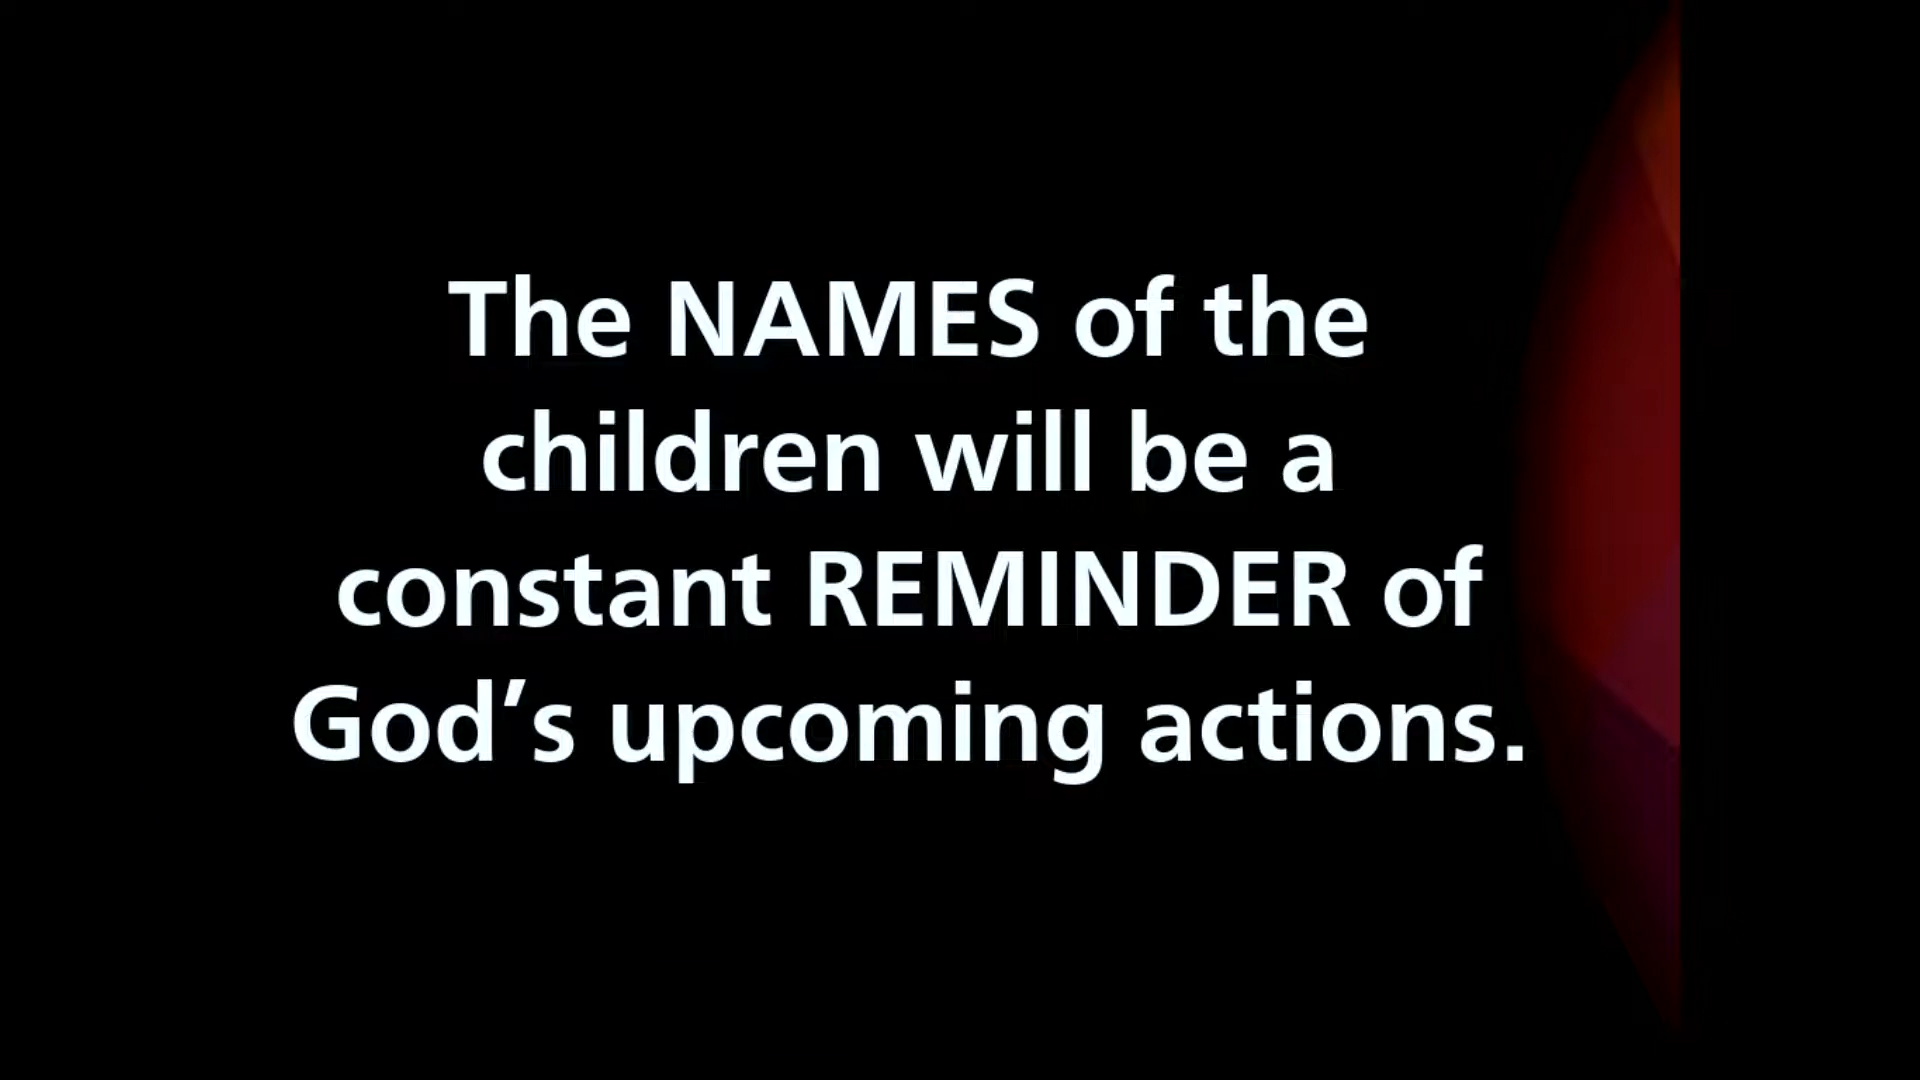 The NAMES of the
children will be a
constant REMINDER of
God’s upcoming actions.